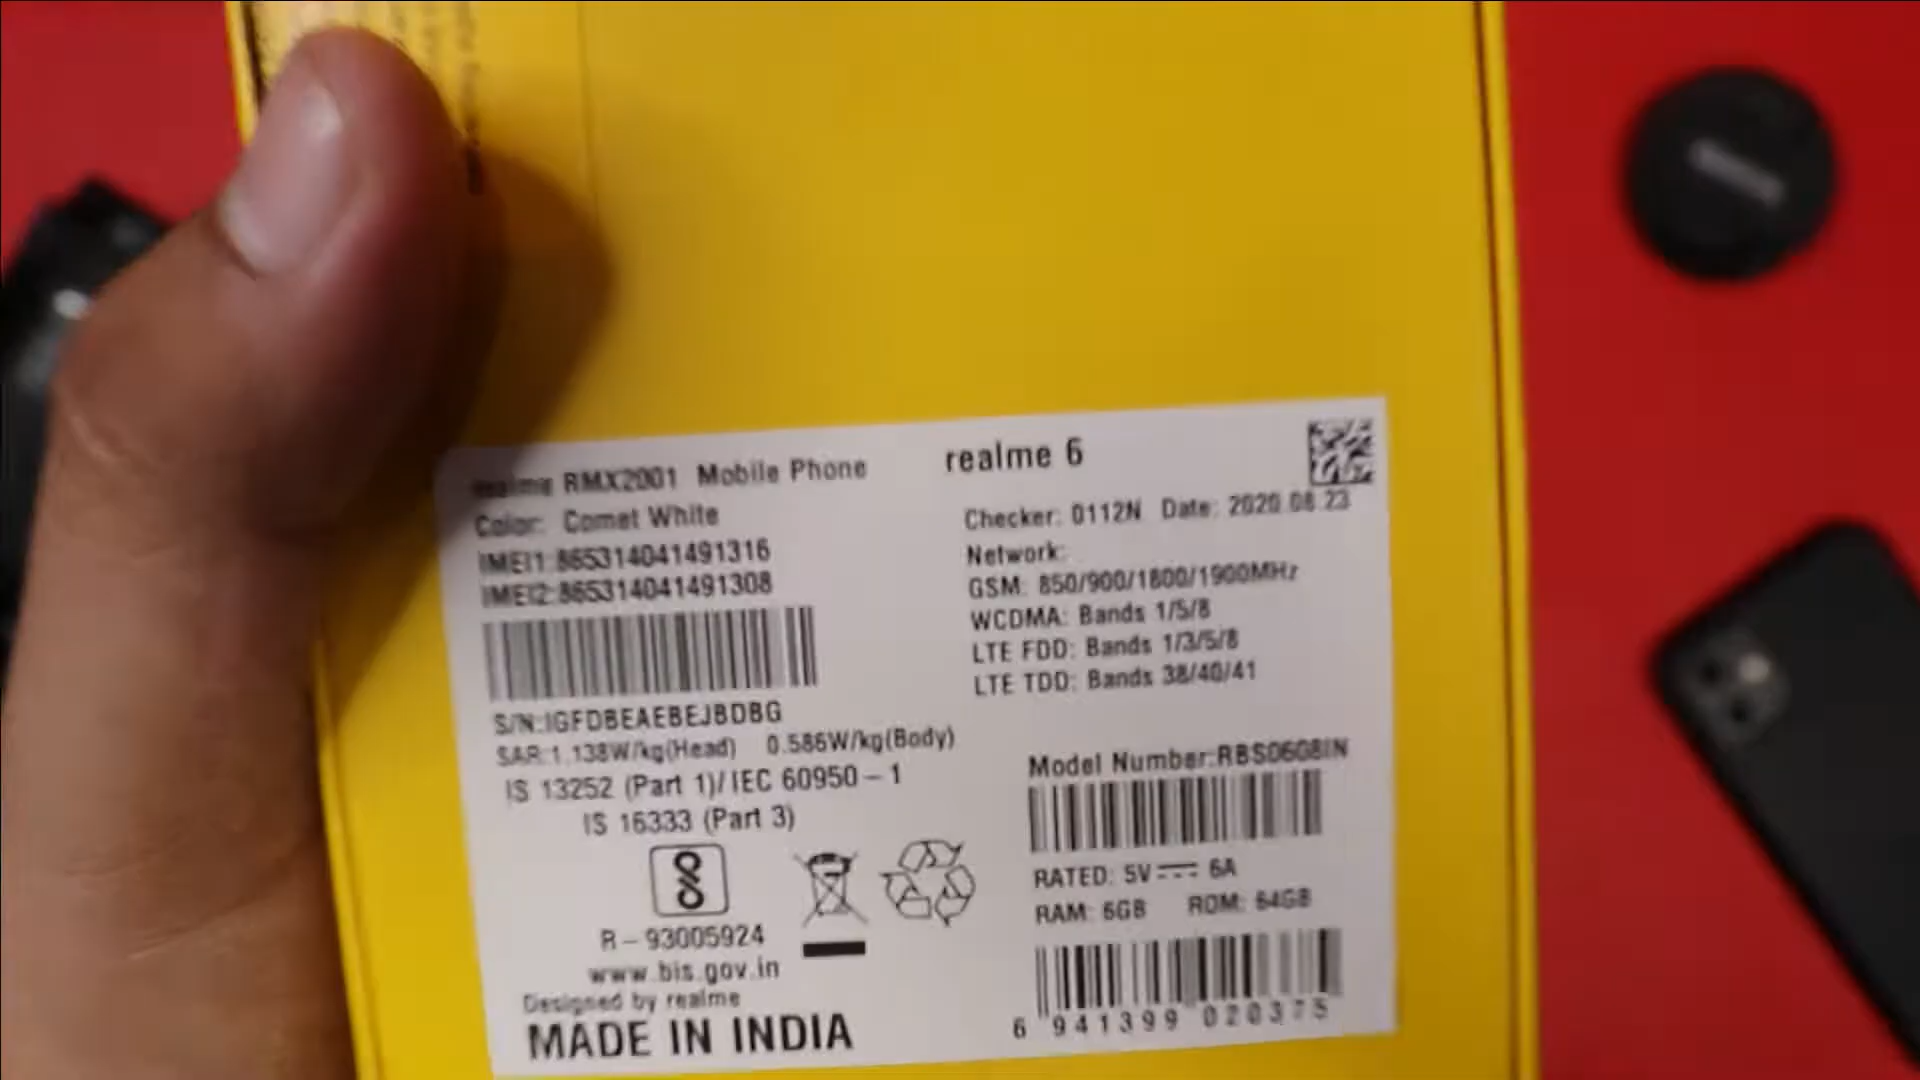 realme RMX2001 Mobile Phone
Color: Comet White
IMEI1:865314041491316
IMEI2:865314041491308
S/N:IGFDBEAEBEJBDBG
SAR:1.138W/kg(Head) 0.586W/kg(Body)
IS 13252 (Part 1)/IEC 60950-1
IS 16333 (Part 3)
R-93005924
www.bis.gov.in
Designed by realme
MADE IN INDIA
realme 6
Checker: 0112N Date: 2020.08.23
Network:
GSM: 850/900/1800/1900MHz
WCDMA: Bands 1/5/8
LTE FDD: Bands 1/3/5/8
LTE TDD: Bands 38/40/41
Model Number:RBS0608IN
RATED: 5V⎓6A
RAM: 6GB ROM: 64GB
6 941399 020375